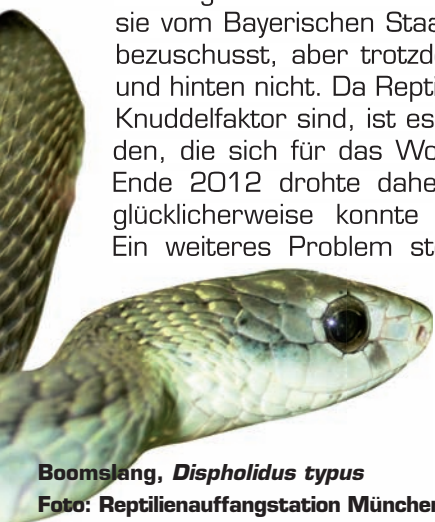 sie vom Bayerischen Staa
bezuschusst, aber trotzde
und hinten nicht. Da Repti
Knuddelfaktor sind, ist es
den, die sich für das Wo
Ende 2012 drohte dahe
glücklicherweise konnte
Ein weiteres Problem st
Boomslang, Dispholidus typus
Foto: Reptilienauffangstation München